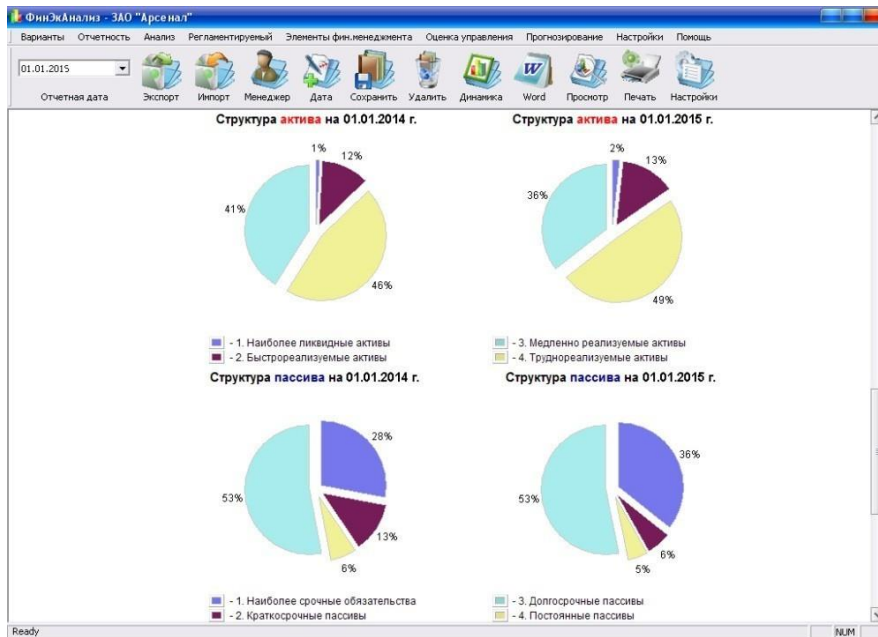 ФинЭкАнализ - ЗАО "Арсенал"
Варианты Отчетность Анализ Регламентируемый Элементы фин.менеджмента Оценка управления Прогнозирование Настройки Помощь
01.01.2015
Отчетная дата Экспорт Импорт Менеджер Дата Сохранить Удалить Динамика Word Просмотр Печать Настройки
Структура актива на 01.01.2014 г. Структура актива на 01.01.2015 г.
1% 2%
12% 13%
41% 36%
46% 49%
- 1. Наиболее ликвидные активы - 3. Медленно реализуемые активы
- 2. Быстрореализуемые активы - 4. Труднореализуемые активы
Структура пассива на 01.01.2014 г. Структура пассива на 01.01.2015 г.
28% 36%
53% 53%
13% 6%
6% 5%
- 1. Наиболее срочные обязательства - 3. Долгосрочные пассивы
- 2. Краткосрочные пассивы - 4. Постоянные пассивы
Ready NUM